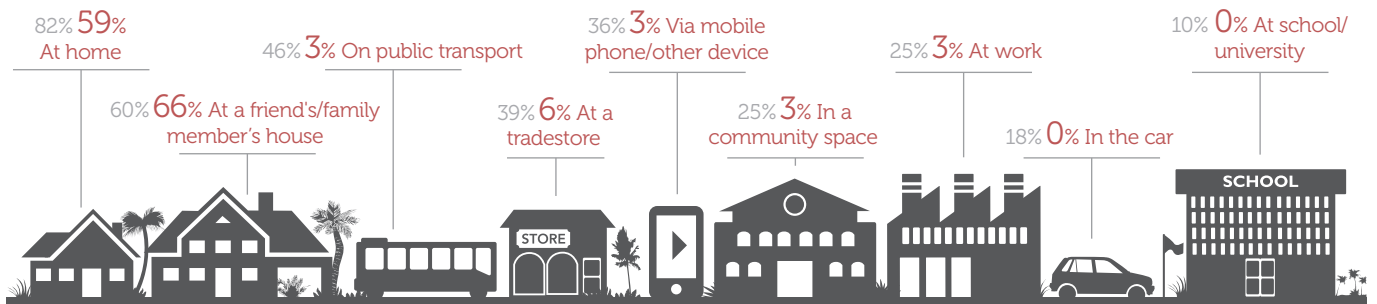 82% 59%
At home
60% 66% At a friend's/family
member’s house
46% 3% On public transport
39% 6% At a
tradestore
36% 3% Via mobile
phone/other device
25% 3% In a
community space
25% 3% At work
18% 0% In the car
10% 0% At school/
university
STORE
SCHOOL